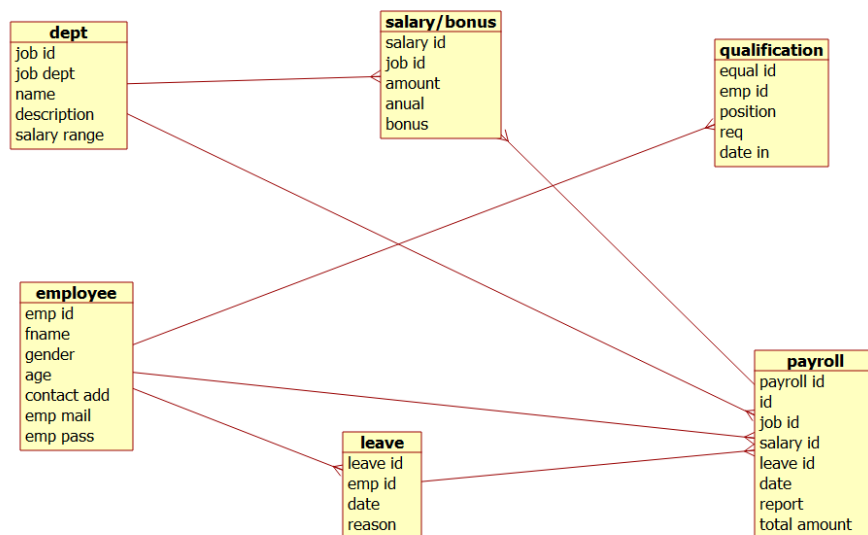 dept
job id
job dept
name
description
salary range
salary/bonus
salary id
job id
amount
anual
bonus
qualification
equal id
emp id
position
req
date in
employee
emp id
fname
gender
age
contact add
emp mail
emp pass
leave
leave id
emp id
date
reason
payroll
payroll id
id
job id
salary id
leave id
date
report
total amount